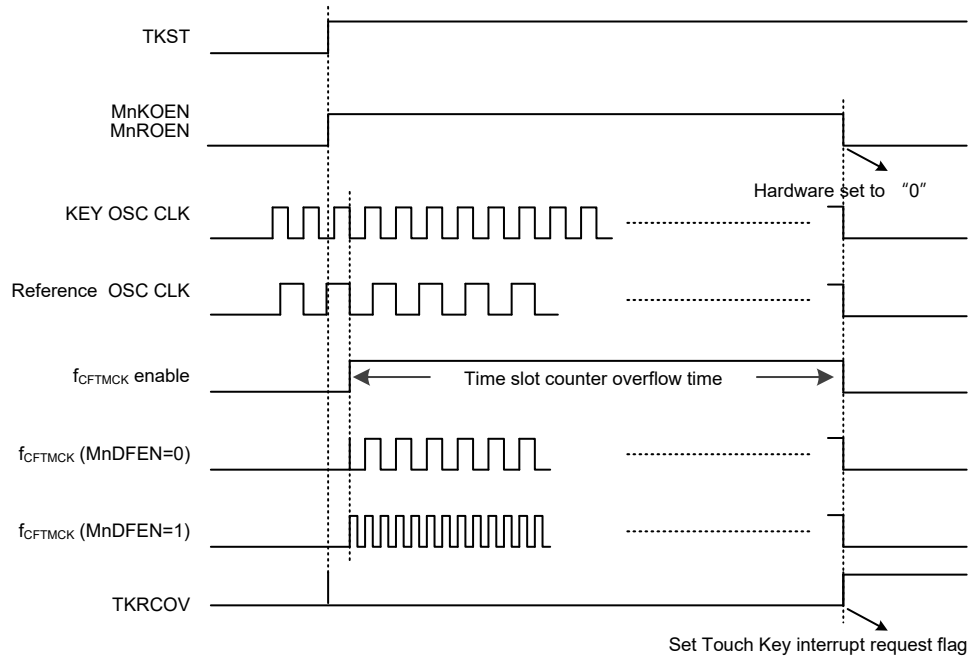 TKST
MnKOEN
MnROEN
Hardware set to “0”
KEY OSC CLK
Reference OSC CLK
fCFTMCK enable
Time slot counter overflow time
fCFTMCK (MnDFEN=0)
fCFTMCK (MnDFEN=1)
TKRCOV
Set Touch Key interrupt request flag